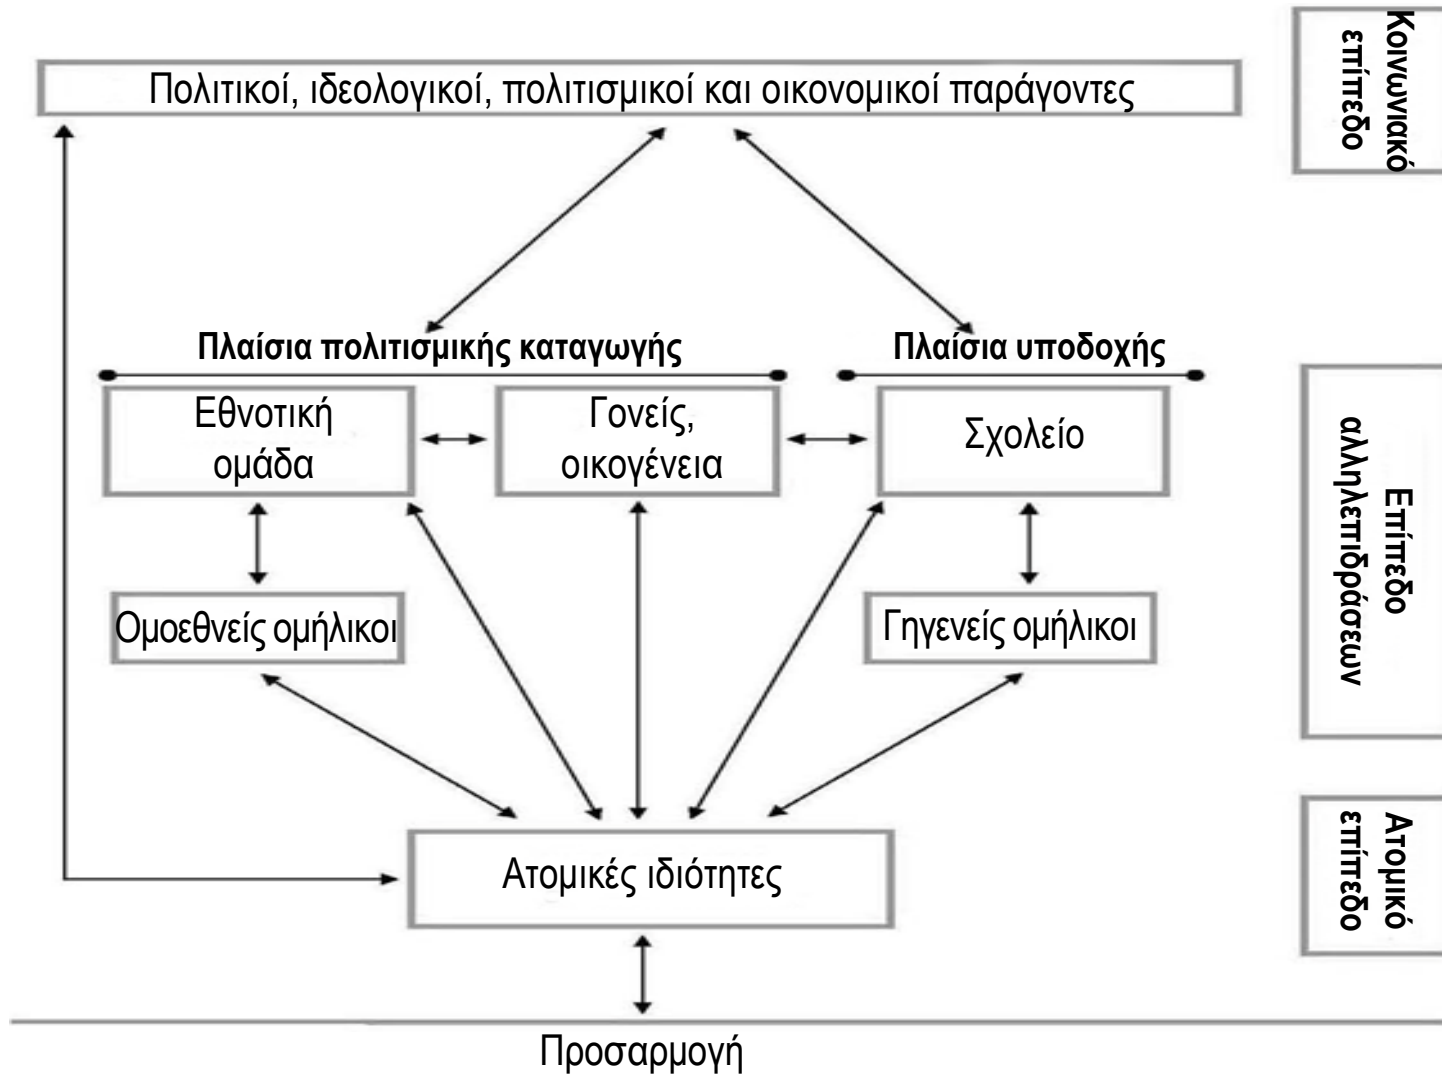 Κοινωνιακό
επίπεδο
Πολιτικοί, ιδεολογικοί, πολιτισμικοί και οικονομικοί παράγοντες
Πλαίσια πολιτισμικής καταγωγής
Πλαίσια υποδοχής
Εθνοτική
ομάδα
Γονείς,
οικογένεια
Σχολείο
Επίπεδο
αλληλεπιδράσεων
Ομοεθνείς ομήλικοι
Γηγενείς ομήλικοι
Ατομικές ιδιότητες
Ατομικό
επίπεδο
Προσαρμογή